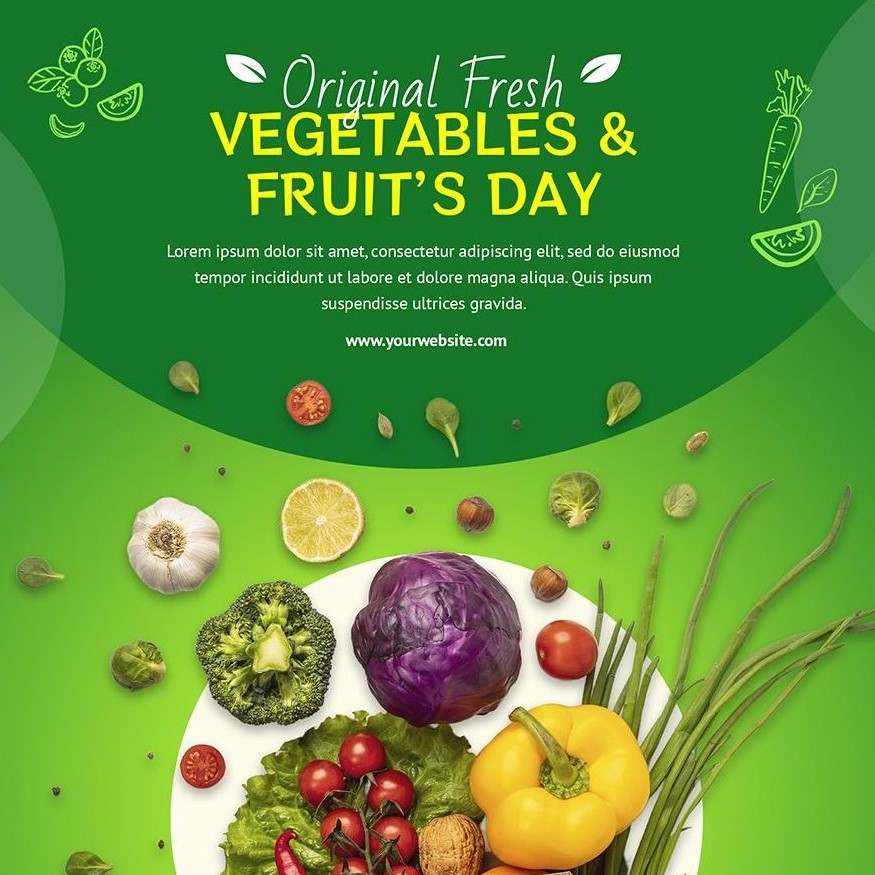 Original Fresh
VEGETABLES &
FRUIT'S DAY
Lorem ipsum dolor sit amet, consectetur adipiscing elit, sed do eiusmod
tempor incididunt ut labore et dolore magna aliqua. Quis ipsum
suspendisse ultrices gravida.
www.yourwebsite.com